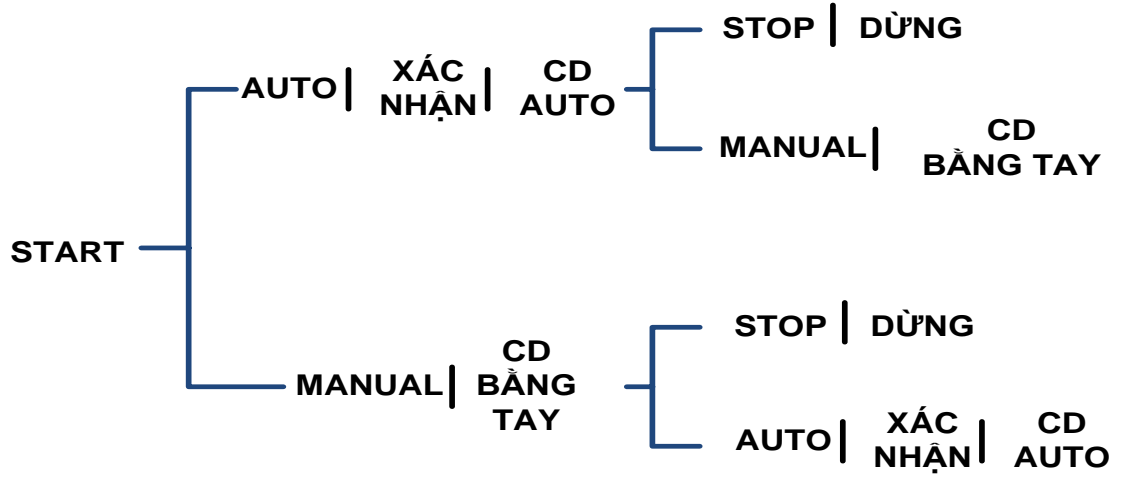 START
AUTO | XÁC NHẬN | CD AUTO
STOP | DỪNG
MANUAL | CD BẰNG TAY
MANUAL | CD BẰNG TAY
STOP | DỪNG
AUTO | XÁC NHẬN | CD AUTO